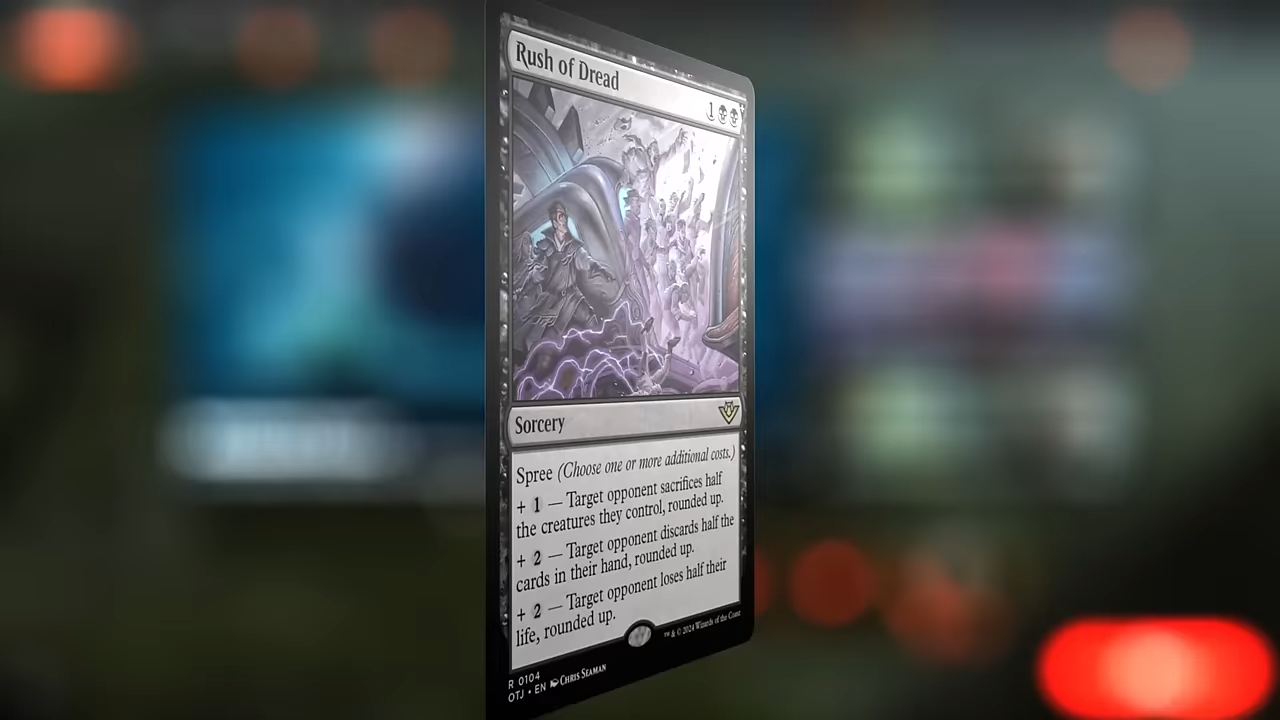 Rush of Dread
1
Sorcery
Spree (Choose one or more additional costs.)
+ 1 — Target opponent sacrifices half
the creatures they control, rounded up.
+ 2 — Target opponent discards half the
cards in their hand, rounded up.
+ 2 — Target opponent loses half their
life, rounded up.
™ & © 2024 Wizards of the Coast
R 0104
OTJ • EN CHRIS SEAMAN